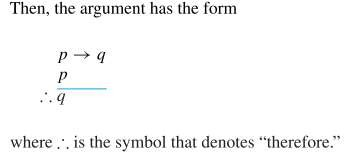 Then, the argument has the form
p → q
p
∴ q
where ∴ is the symbol that denotes “therefore.”